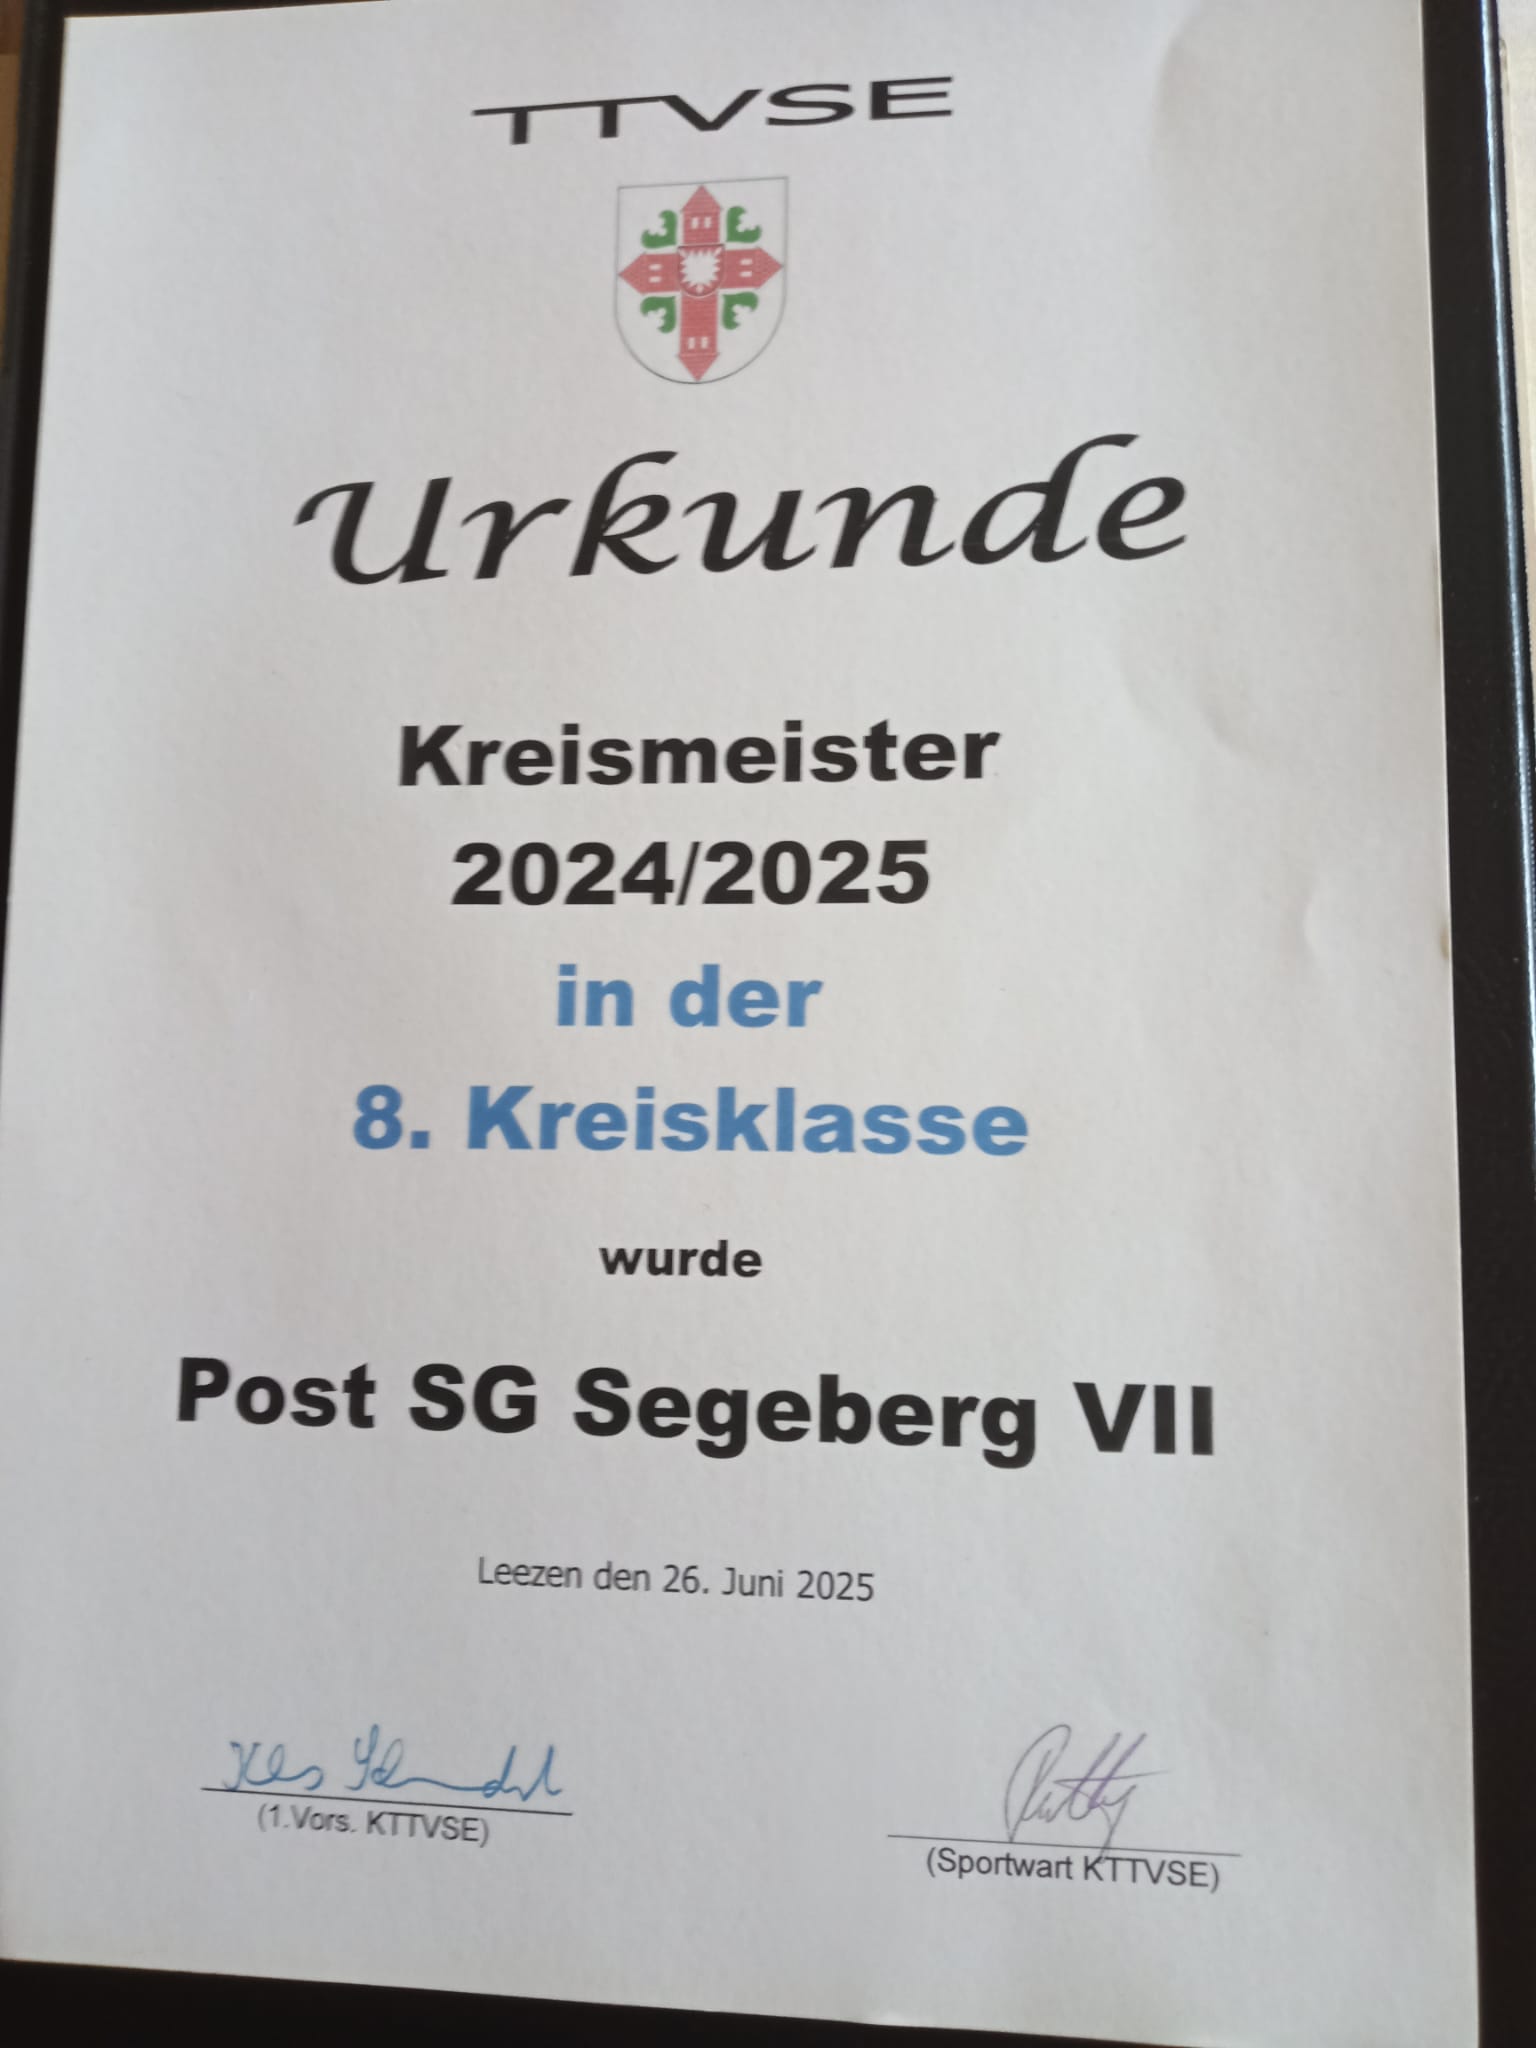 TTVSE
Urkunde
Kreismeister
2024/2025
in der
8. Kreisklasse
wurde
Post SG Segeberg VII
Leezen den 26. Juni 2025
(1.Vors. KTTVSE)
(Sportwart KTTVSE)